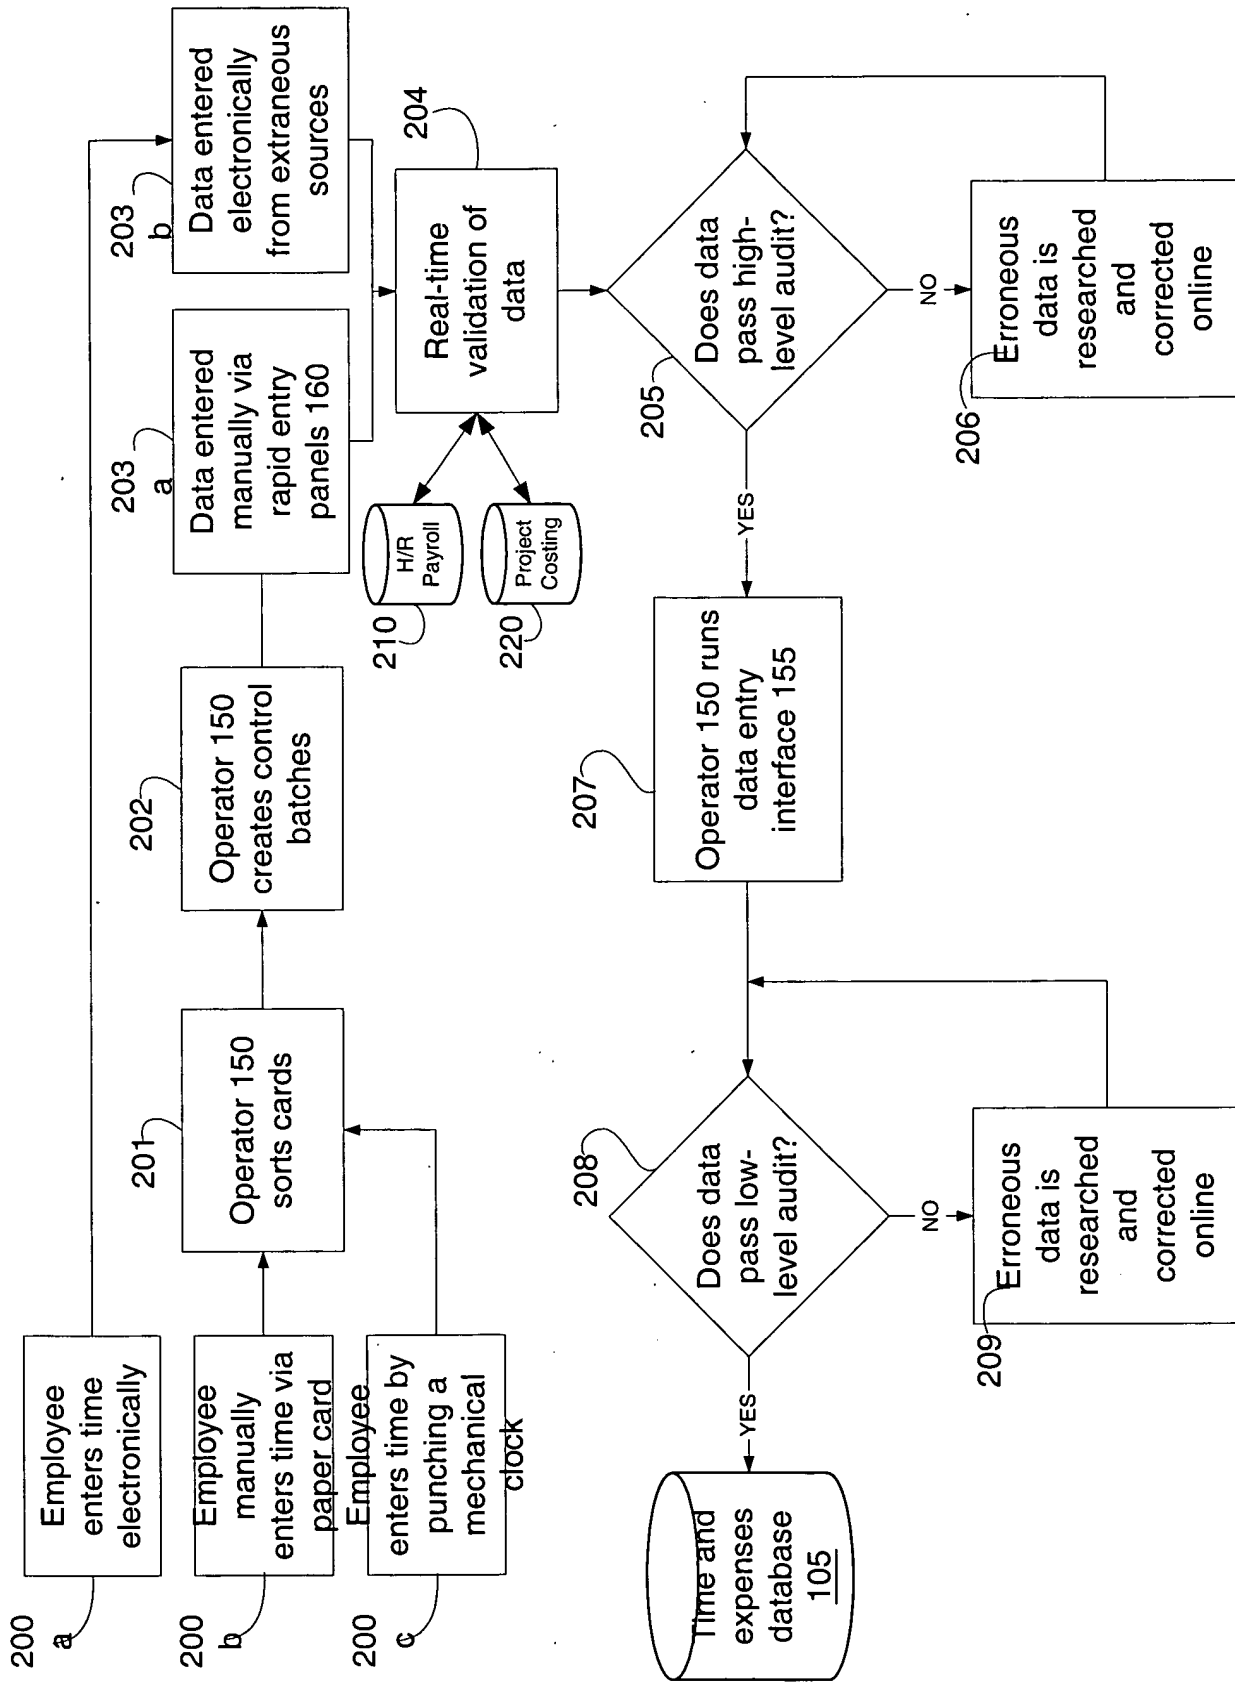 200
a
Employee
enters time
electronically
200
b
Employee
manually
enters time via
paper card
200
c
Employee
enters time by
punching a
mechanical
clock
201
Operator 150
sorts cards
202
Operator 150
creates control
batches
203
a
Data entered
manually via
rapid entry
panels 160
203
b
Data entered
electronically
from extraneous
sources
204
Real-time
validation of
data
210
H/R
Payroll
220
Project
Costing
205
Does data
pass high-
level audit?
NO
206
Erroneous
data is
researched
and
corrected
online
YES
207
Operator 150 runs
data entry
interface 155
208
Does data
pass low-
level audit?
NO
209
Erroneous
data is
researched
and
corrected
online
YES
Time and
expenses
database
105